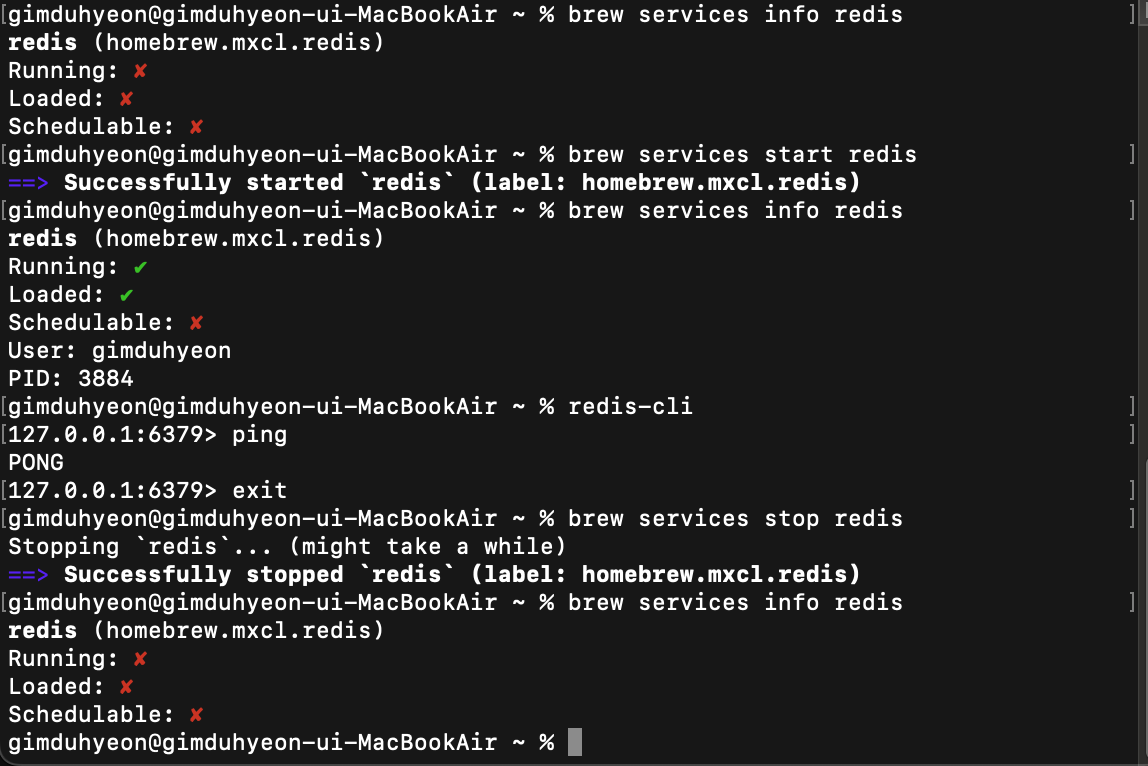 [gimduhyeon@gimduhyeon-ui-MacBookAir ~ % brew services info redis ]
redis (homebrew.mxcl.redis)
Running: ✘
Loaded: ✘
Schedulable: ✘
[gimduhyeon@gimduhyeon-ui-MacBookAir ~ % brew services start redis ]
==> Successfully started `redis` (label: homebrew.mxcl.redis)
[gimduhyeon@gimduhyeon-ui-MacBookAir ~ % brew services info redis ]
redis (homebrew.mxcl.redis)
Running: ✔
Loaded: ✔
Schedulable: ✘
User: gimduhyeon
PID: 3884
[gimduhyeon@gimduhyeon-ui-MacBookAir ~ % redis-cli ]
[127.0.0.1:6379> ping ]
PONG
[127.0.0.1:6379> exit ]
[gimduhyeon@gimduhyeon-ui-MacBookAir ~ % brew services stop redis ]
Stopping `redis`... (might take a while)
==> Successfully stopped `redis` (label: homebrew.mxcl.redis)
[gimduhyeon@gimduhyeon-ui-MacBookAir ~ % brew services info redis ]
redis (homebrew.mxcl.redis)
Running: ✘
Loaded: ✘
Schedulable: ✘
gimduhyeon@gimduhyeon-ui-MacBookAir ~ %